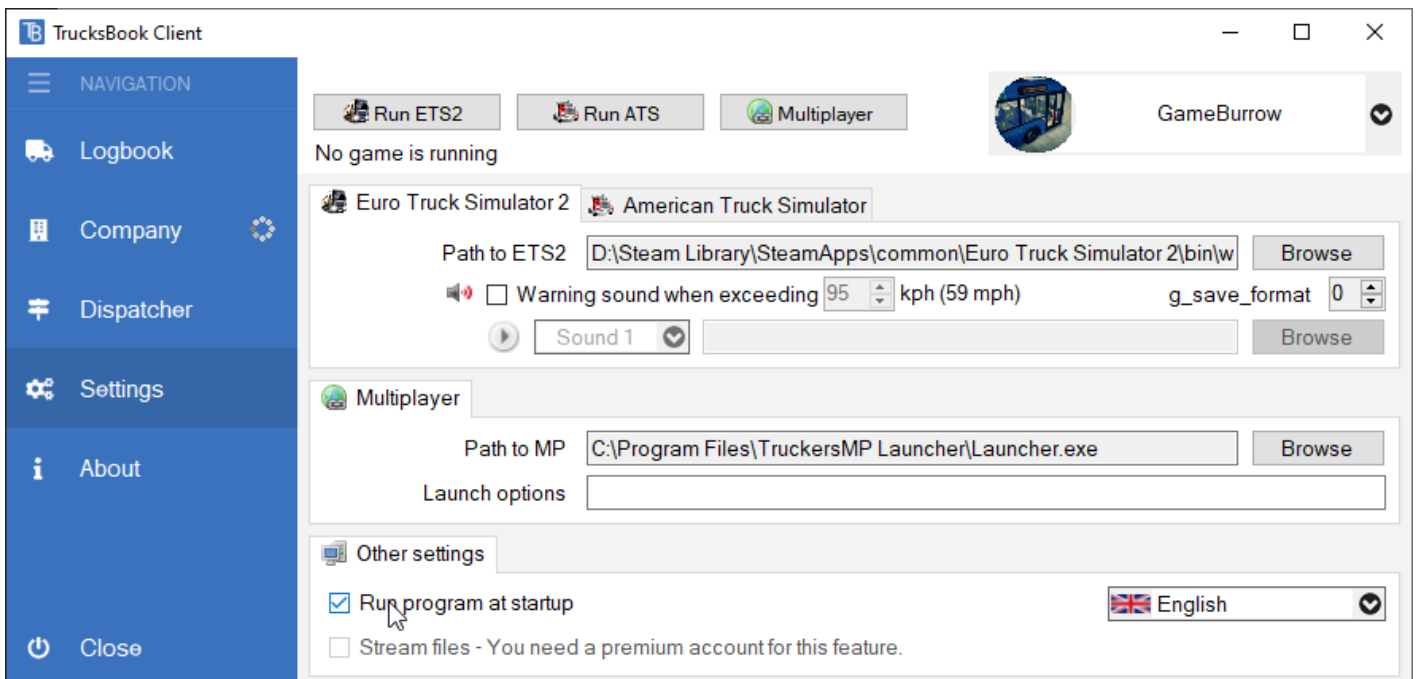 TrucksBook Client
NAVIGATION
Logbook
Company
Dispatcher
Settings
About
Close
Run ETS2
Run ATS
Multiplayer
GameBurrow
No game is running
Euro Truck Simulator 2
American Truck Simulator
Path to ETS2 D:\Steam Library\SteamApps\common\Euro Truck Simulator 2\bin\w Browse
Warning sound when exceeding 95 kph (59 mph) g_save_format 0
Sound 1 Browse
Multiplayer
Path to MP C:\Program Files\TruckersMP Launcher\Launcher.exe Browse
Launch options
Other settings
Run program at startup English
Stream files - You need a premium account for this feature.